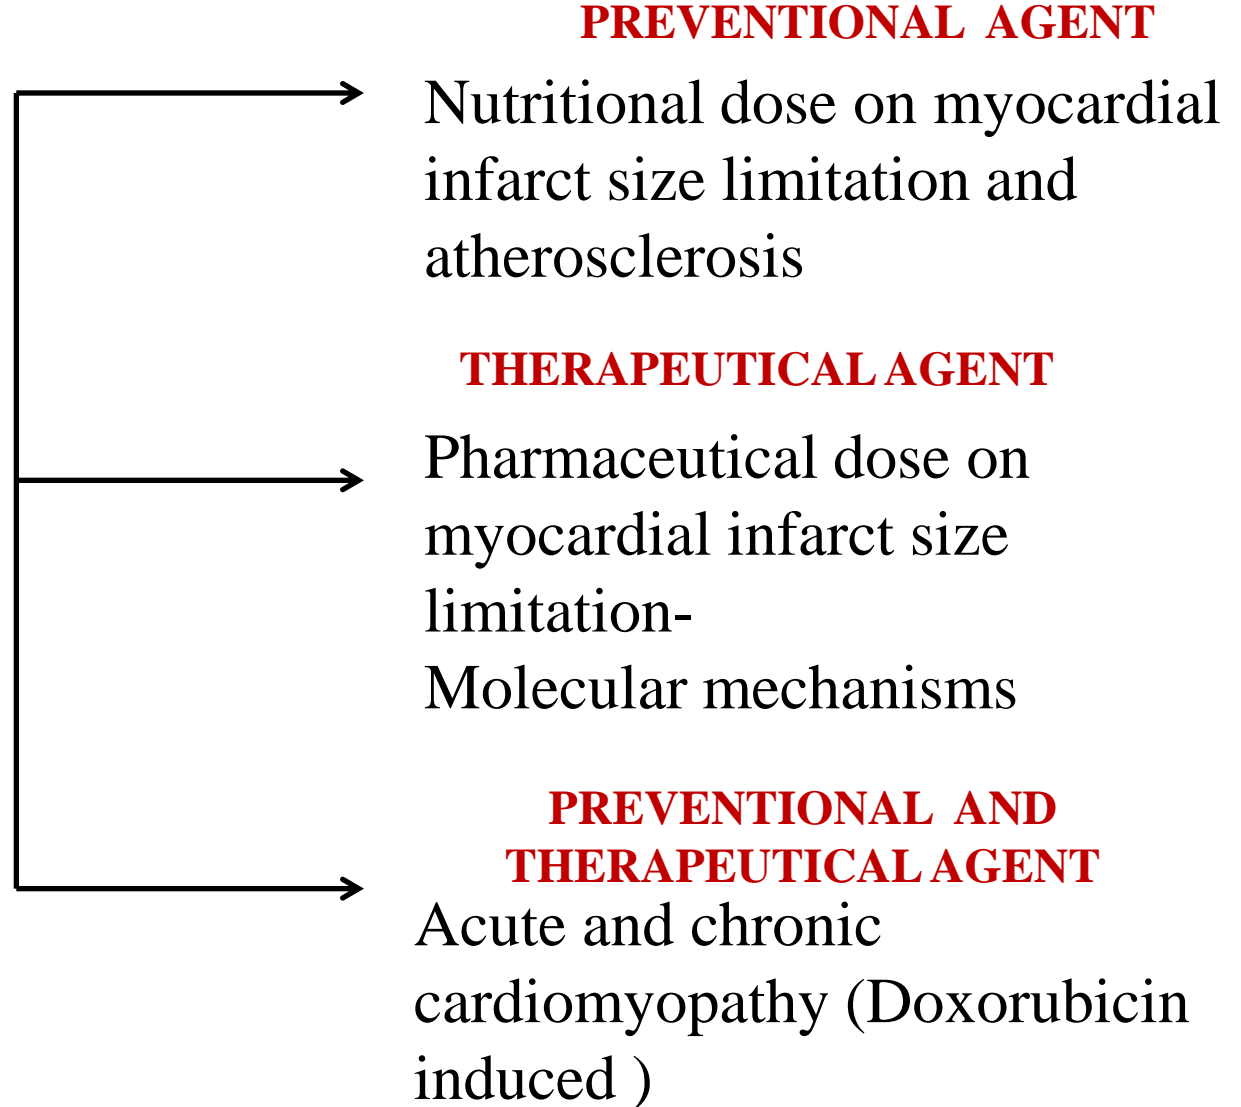 PREVENTIONAL AGENT
Nutritional dose on myocardial
infarct size limitation and
atherosclerosis
THERAPEUTICAL AGENT
Pharmaceutical dose on
myocardial infarct size
limitation-
Molecular mechanisms
PREVENTIONAL AND
THERAPEUTICAL AGENT
Acute and chronic
cardiomyopathy (Doxorubicin
induced )